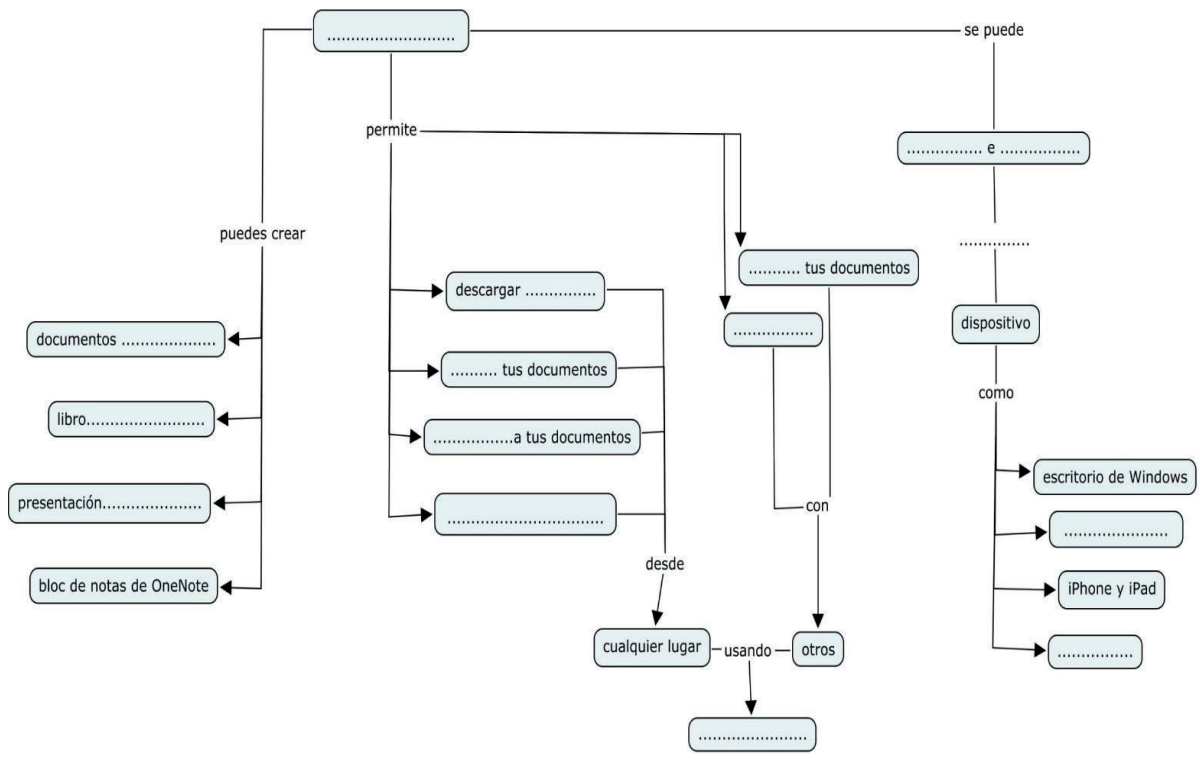 ...........................
se puede
permite
................ e .................
puedes crear
...............
........... tus documentos
descargar ...............
.................
dispositivo
documentos ....................
.......... tus documentos
como
libro.........................
.................a tus documentos
escritorio de Windows
presentación.....................
.................................
......................
con
desde
bloc de notas de OneNote
iPhone y iPad
cualquier lugar
usando
otros
................
.......................